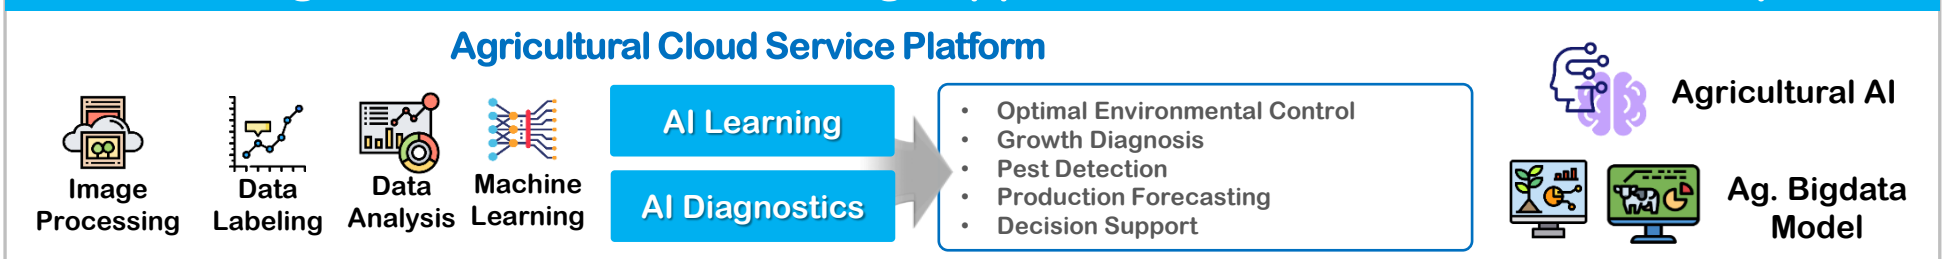 Agricultural Cloud Service Platform
Image
Processing
Data
Labeling
Data
Analysis
Machine
Learning
AI Learning
AI Diagnostics
• Optimal Environmental Control
• Growth Diagnosis
• Pest Detection
• Production Forecasting
• Decision Support
Agricultural AI
Ag. Bigdata
Model